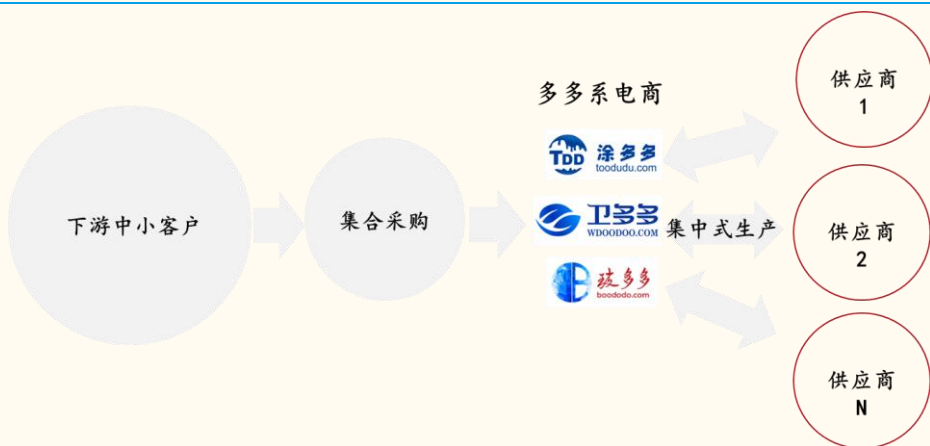 下游中小客户
集合采购
多多系电商
TDD 涂多多
toodudu.com
卫多多
WDOODOO.COM
玻多多
boododo.com
集中式生产
供应商
1
供应商
2
供应商
N